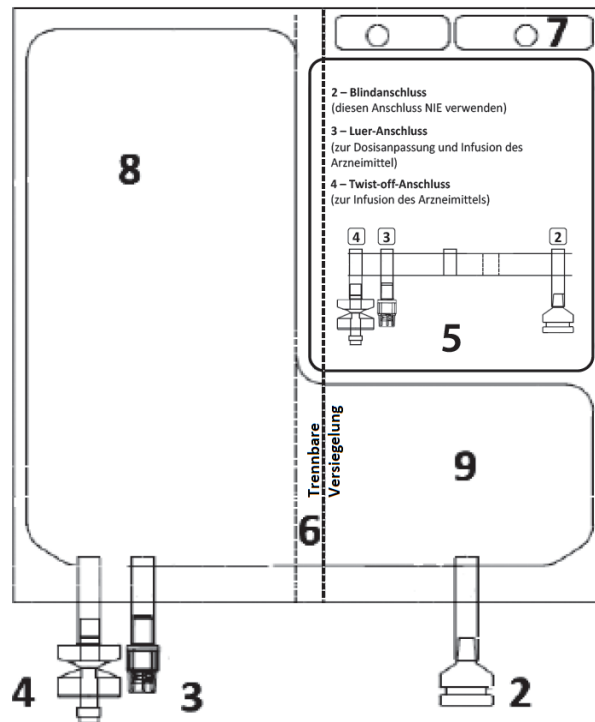 7
2 – Blindanschluss
(diesen Anschluss NIE verwenden)
3 – Luer-Anschluss
(zur Dosisanpassung und Infusion des
Arzneimittel)
4 – Twist-off-Anschluss
(zur Infusion des Arzneimittels)
8
4
3
2
5
Trennbare
Versiegelung
9
6
4
3
2